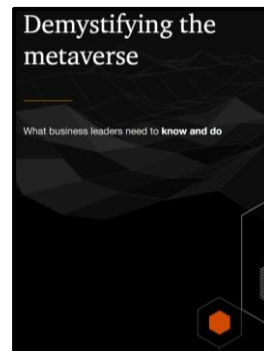 Demystifying the
metaverse
What business leaders need to know and do